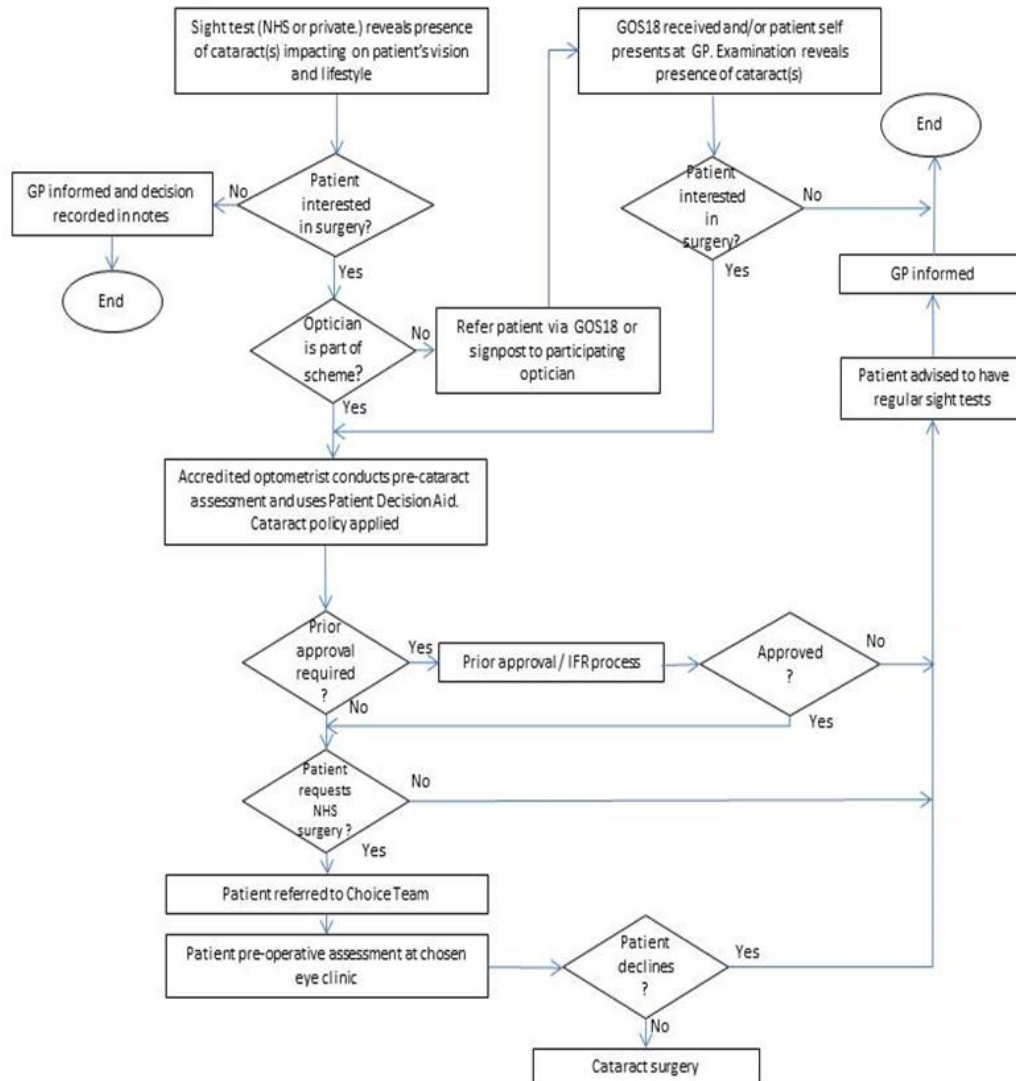 Sight test (NHS or private.) reveals
presence of cataract(s) impacting on patient's vision
and lifestyle
GOS18 received and/or patient self
presents at GP. Examination reveals
presence of cataract(s)
End
Patient
interested
in surgery?
No
GP informed and decision
recorded in notes
End
Yes
Patient
interested
in
surgery?
No
Yes
GP informed
Optician
is part of
scheme?
No
Refer patient via GOS18 or
signpost to participating
optician
Yes
Patient advised to have
regular sight tests
Accredited optometrist conducts pre-cataract
assessment and uses Patient Decision Aid.
Cataract policy applied
Prior
approval
required
?
Yes
Prior approval / IFR process
Approved
?
No
No
Yes
Patient
requests
NHS
surgery ?
No
Yes
Patient referred to Choice Team
Patient pre-operative assessment at chosen
eye clinic
Patient
declines
?
Yes
No
Cataract surgery